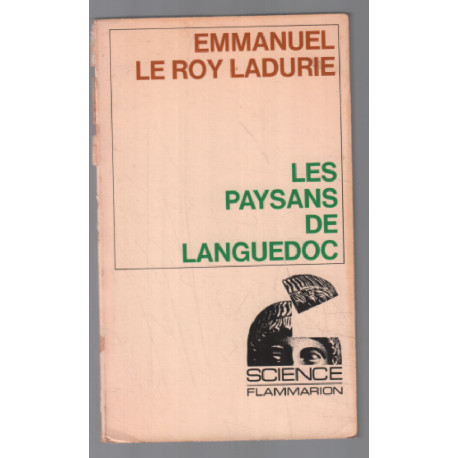 EMMANUEL
LE ROY LADURIE
LES
PAYSANS
DE
LANGUEDOC
SCIENCE
FLAMMARION